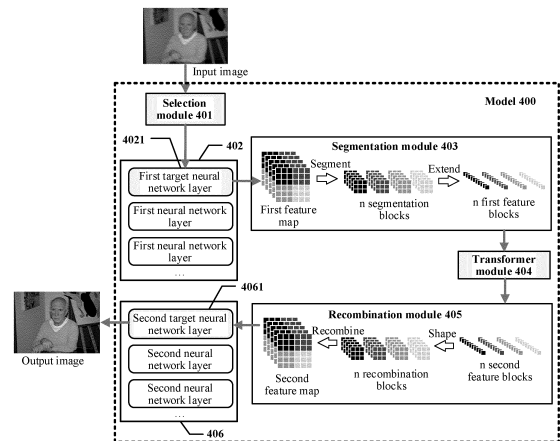 Input image
Selection
module 401
Model 400
4021
402
First target neural
network layer
First neural network
layer
First neural network
layer
...
Segmentation module 403
Segment
Extend
First feature
map
n segmentation
blocks
n first feature
blocks
Transformer
module 404
4061
Second target neural
network layer
Second neural
network layer
Second neural
network layer
...
406
Output image
Recombination module 405
Recombine
Shape
Second
feature map
n recombination
blocks
n second
feature blocks